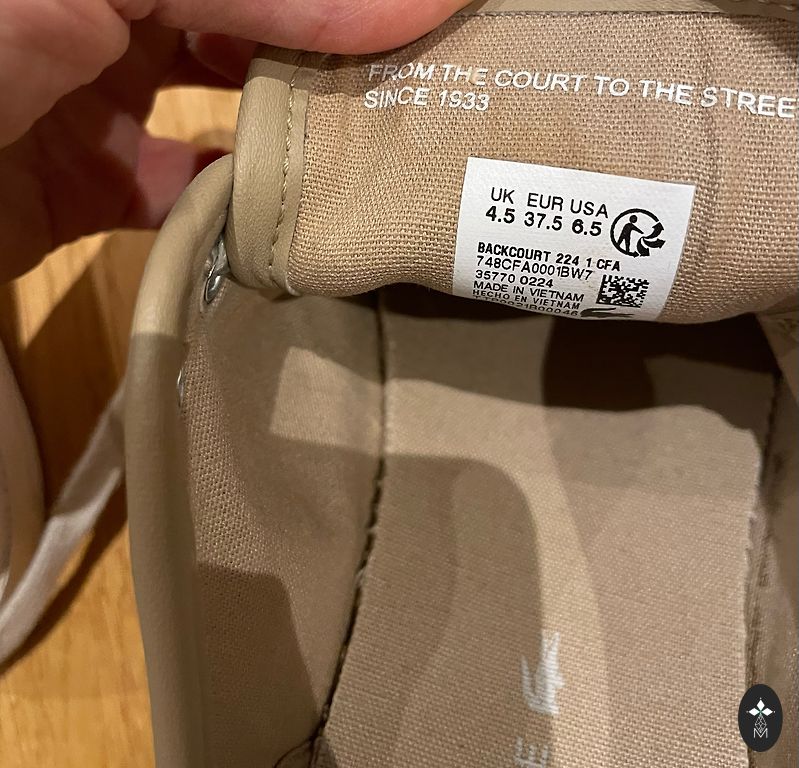 FROM THE COURT TO THE STREE
SINCE 1933
UK EUR USA
4.5 37.5 6.5
BACKCOURT 224 1 CFA
748CFA0001BW7
35770 0224
MADE IN VIETNAM
HECHO EN VIETNAM
E
M